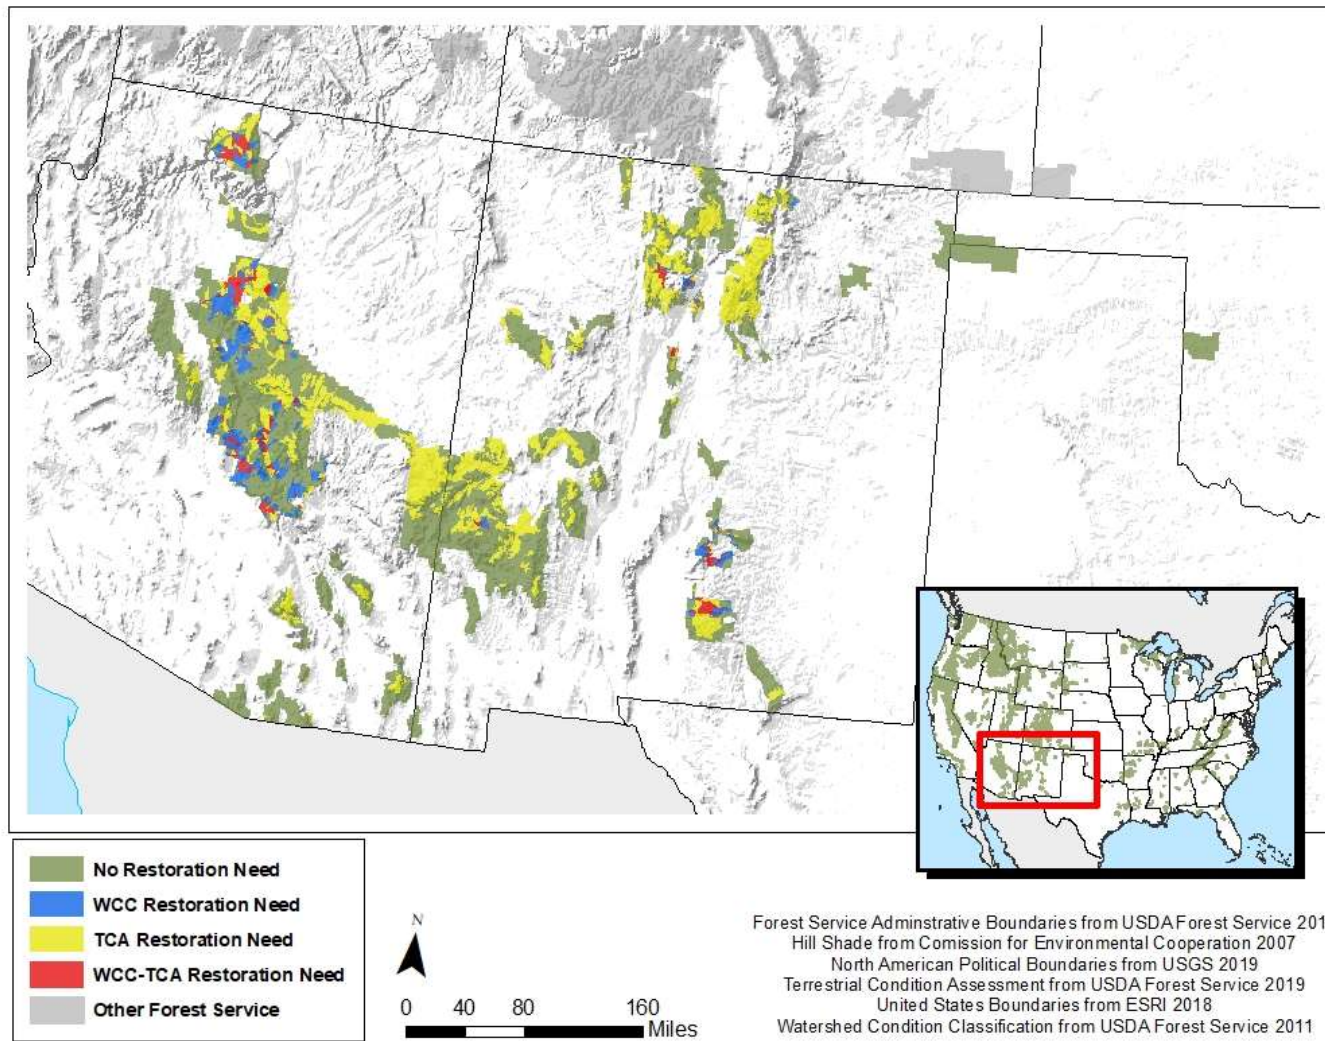 No Restoration Need
WCC Restoration Need
TCA Restoration Need
WCC-TCA Restoration Need
Other Forest Service
N
0 40 80 160
Miles
Forest Service Adminstrative Boundaries from USDA Forest Service 201
Hill Shade from Comission for Environmental Cooperation 2007
North American Political Boundaries from USGS 2019
Terrestrial Condition Assessment from USDA Forest Service 2019
United States Boundaries from ESRI 2018
Watershed Condition Classification from USDA Forest Service 2011